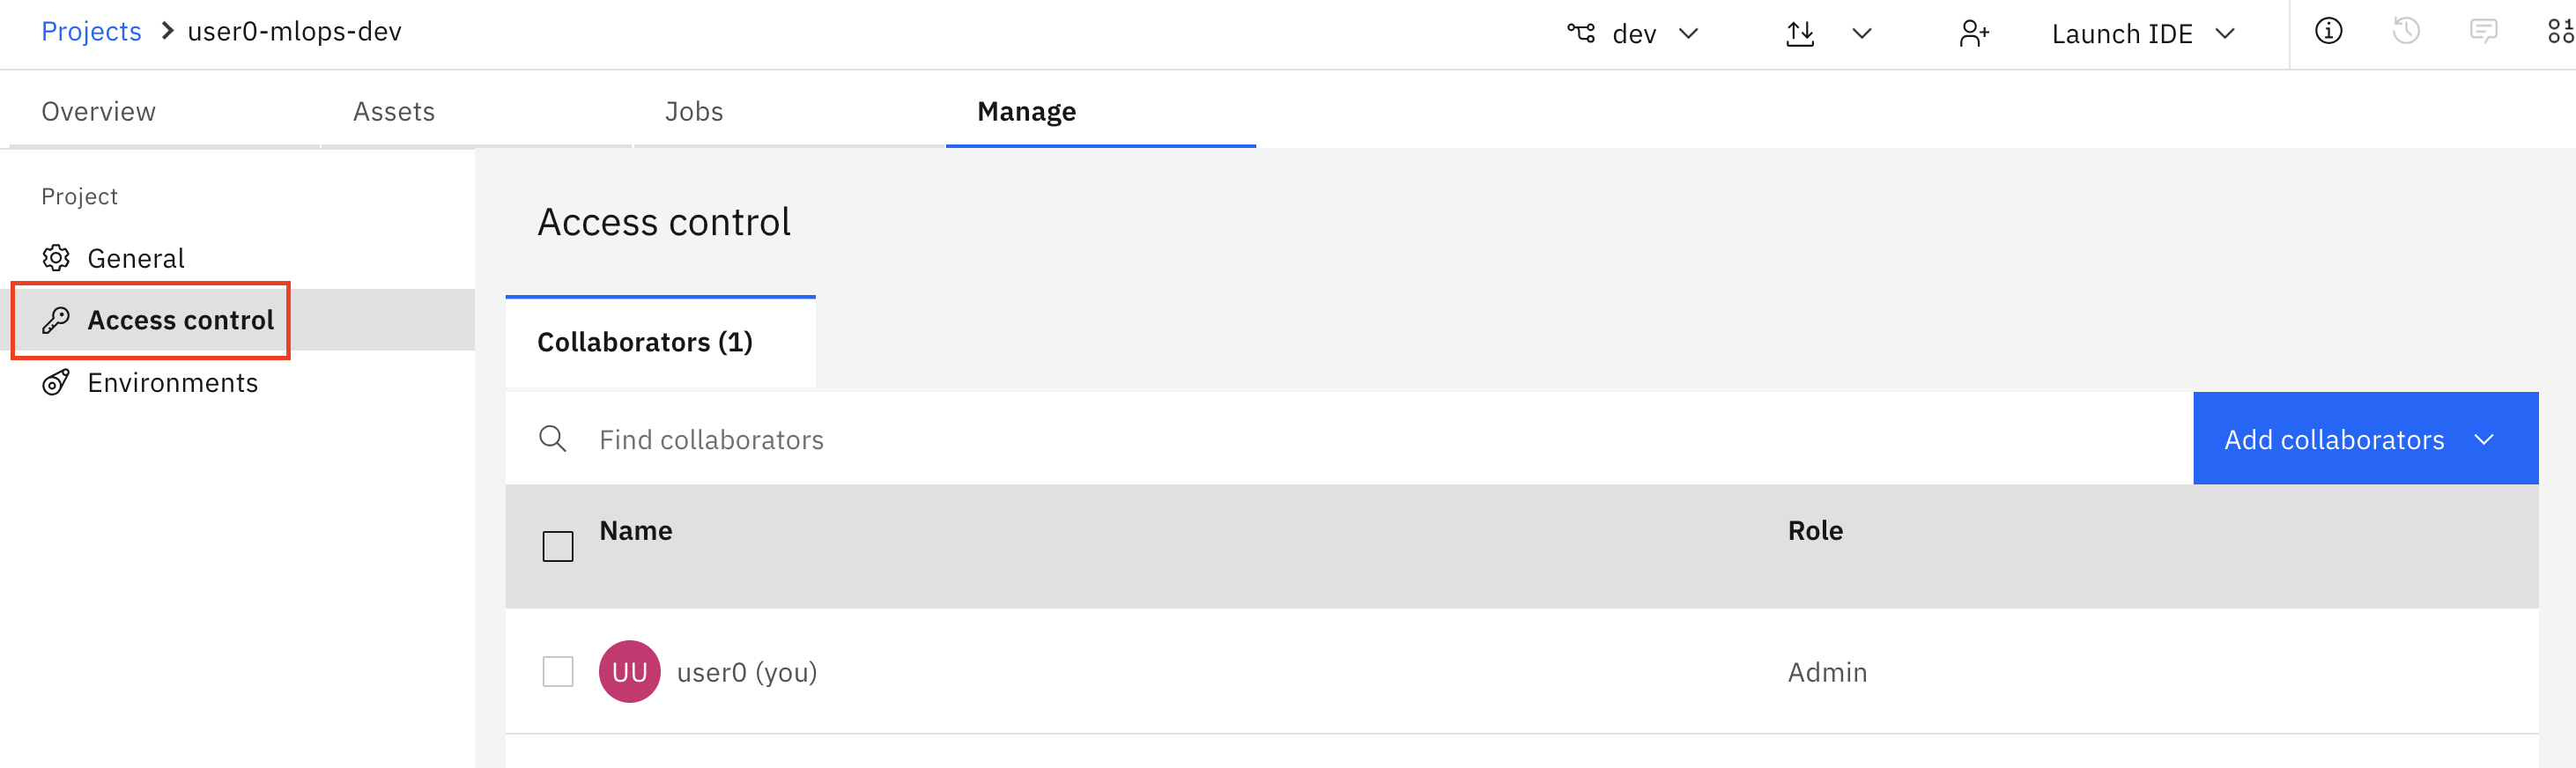 Projects > user0-mlops-dev
dev
Launch IDE
Overview
Assets
Jobs
Manage
Project
General
Access control
Environments
Access control
Collaborators (1)
Find collaborators
Add collaborators
Name
Role
UU
user0 (you)
Admin